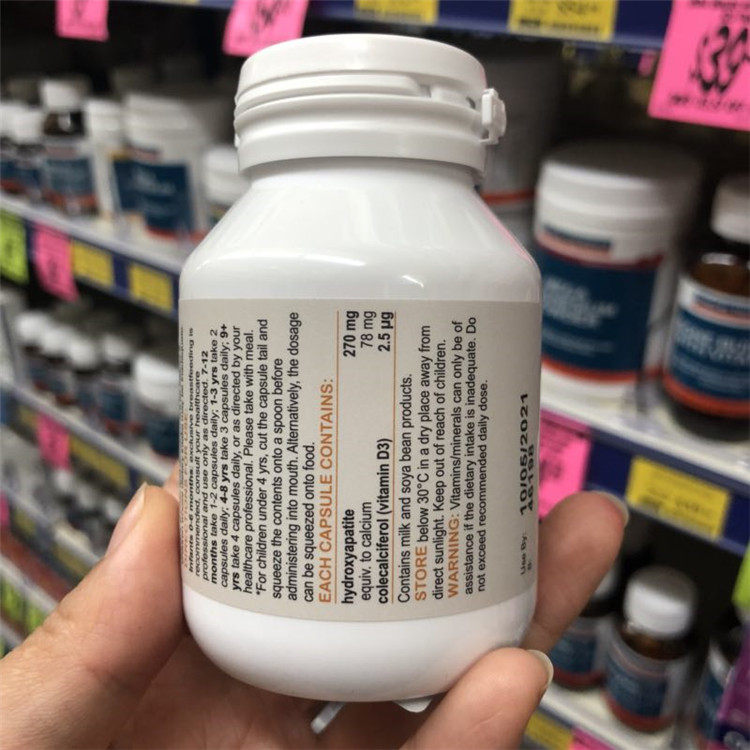 Infants 0-6 months: exclusive breastfeeding is
recommended, consult your healthcare
professional and use only as directed. 7-12
months take 1-2 capsules daily; 1-3 yrs take 2
capsules daily; 4-8 yrs take 3 capsules daily; 9+
yrs take 4 capsules daily, or as directed by your
healthcare professional. Please take with meal.
*For children under 4 yrs, cut the capsule tail and
squeeze the contents onto a spoon before
administering into mouth. Alternatively, the dosage
can be squeezed onto food.
EACH CAPSULE CONTAINS:
hydroxyapatite 270 mg
equiv. to calcium 78 mg
colecalciferol (vitamin D3) 2.5 µg
Contains milk and soya bean products.
STORE below 30°C in a dry place away from
direct sunlight. Keep out of reach of children.
WARNING: Vitamins/minerals can only be of
assistance if the dietary intake is inadequate. Do
not exceed recommended daily dose.
Use By: 10/05/2021
B: 46198
39